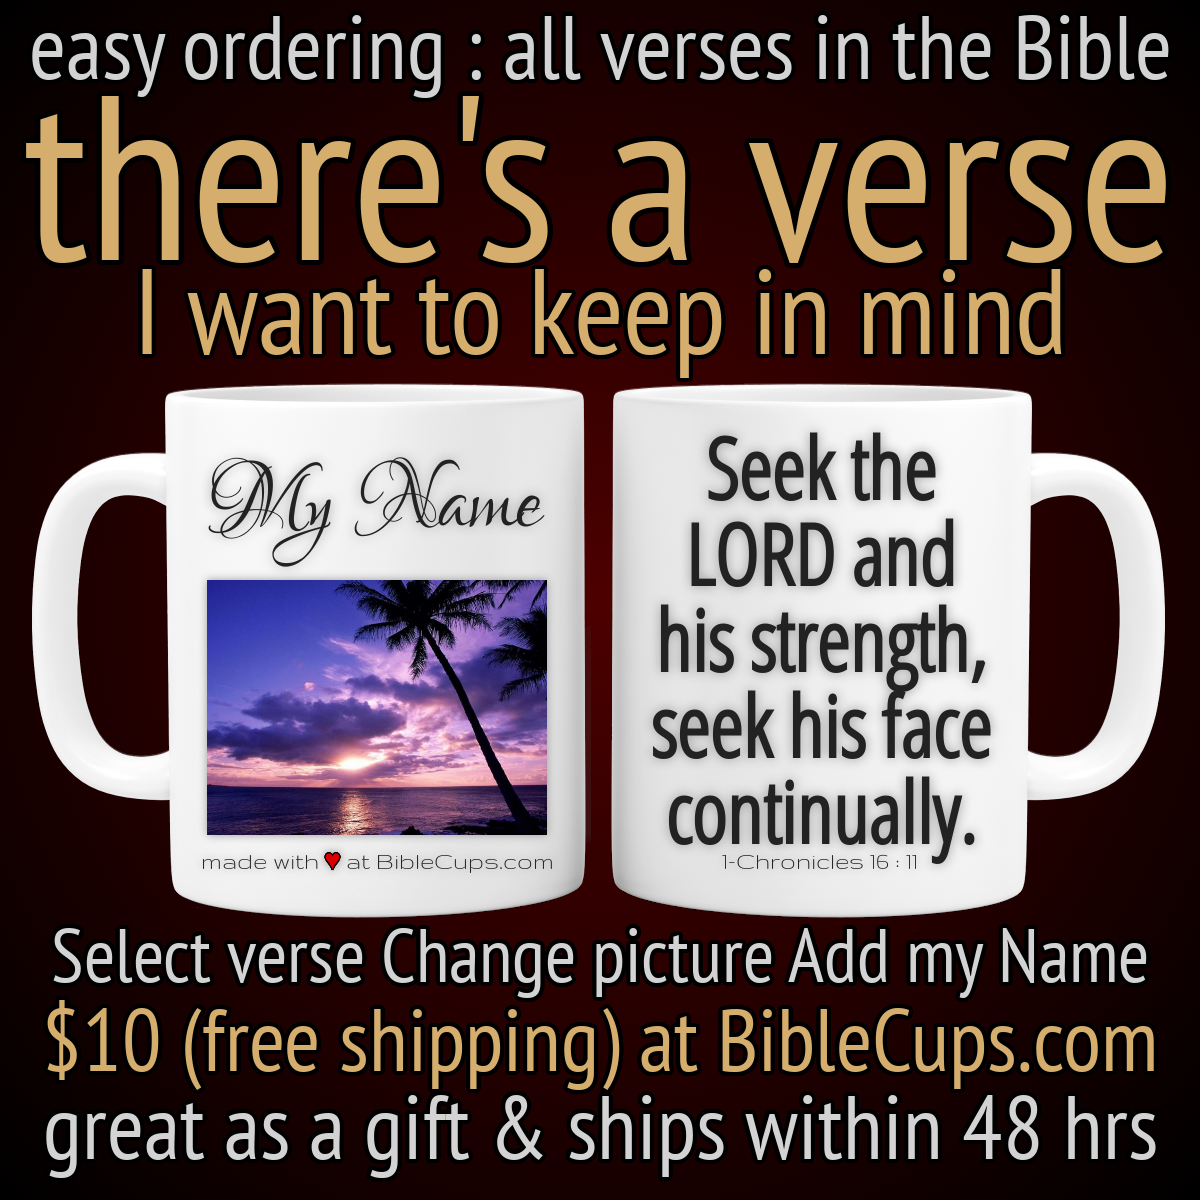 easy ordering : all verses in the Bible
there's a verse
I want to keep in mind
My Name
made with ❤ at BibleCups.com
Seek the
LORD and
his strength,
seek his face
continually.
1-Chronicles 16 : 11
Select verse Change picture Add my Name
$10 (free shipping) at BibleCups.com
great as a gift & ships within 48 hrs